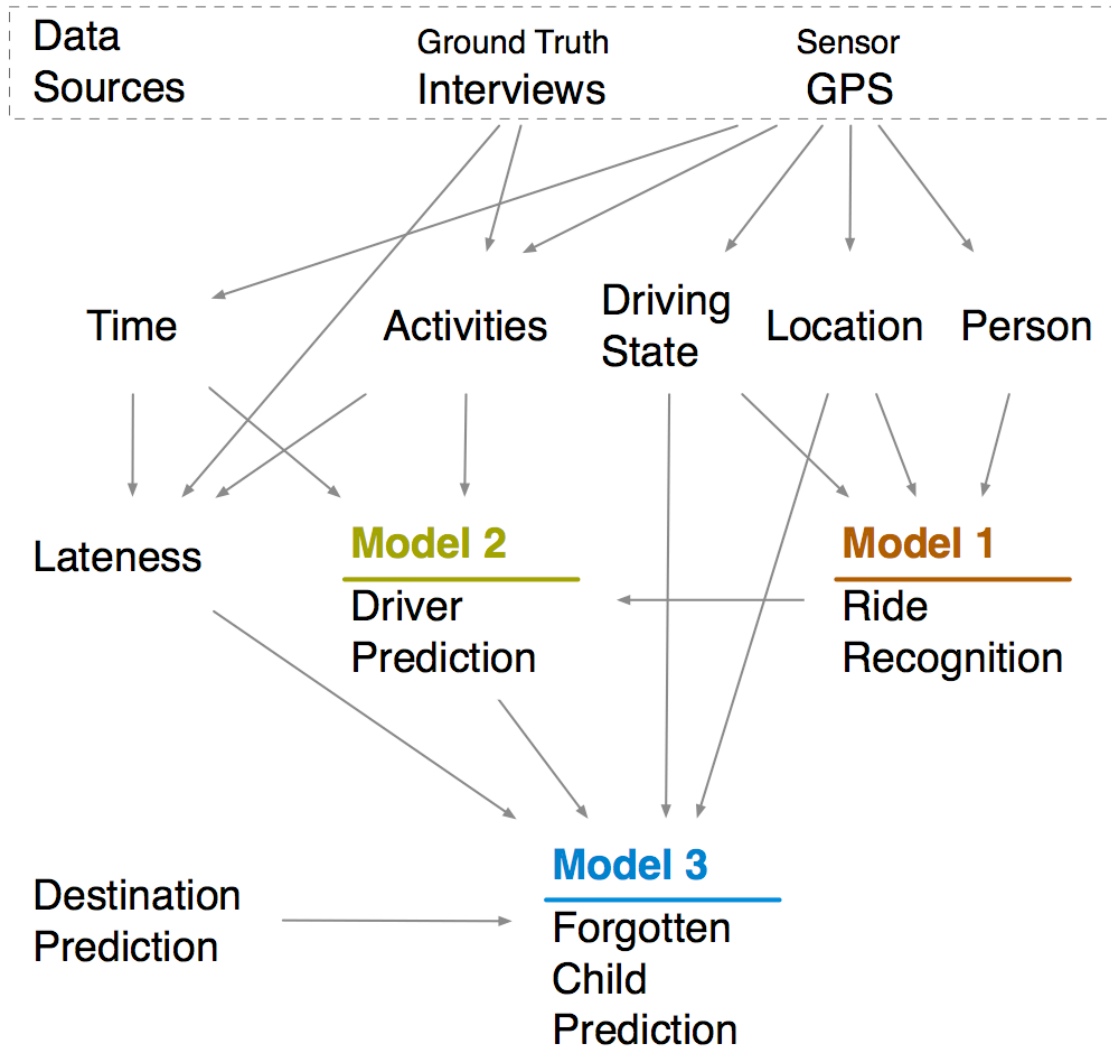 Data
Sources
Ground Truth
Interviews
Sensor
GPS
Time
Activities
Driving
State
Location
Person
Lateness
Model 2
Driver
Prediction
Model 1
Ride
Recognition
Destination
Prediction
Model 3
Forgotten
Child
Prediction